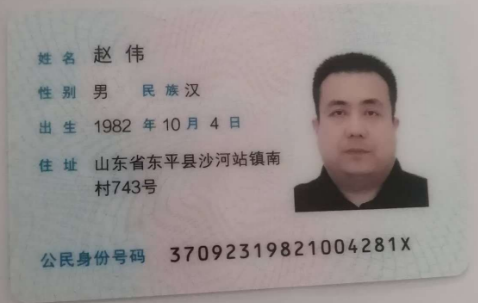 姓名 赵伟
性别 男 民族 汉
出生 1982 年 10 月 4 日
住址 山东省东平县沙河站镇南
村743号
公民身份号码 37092319821004281X